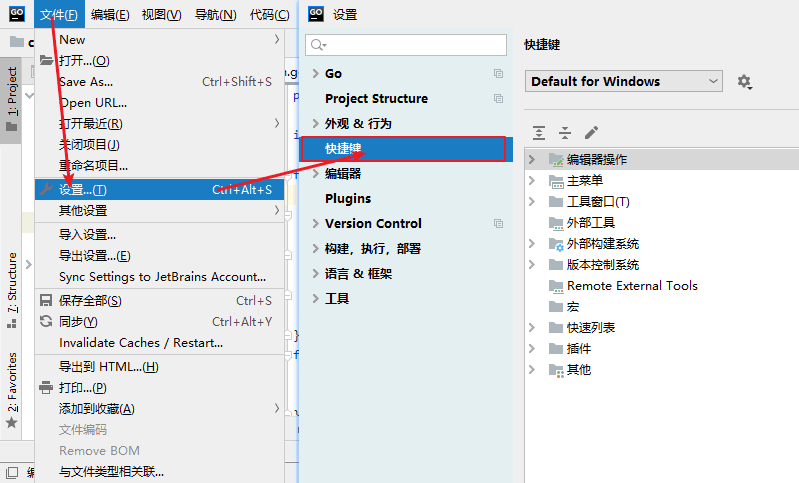 GO
文件(F) 编辑(E) 视图(V) 导航(N) 代码(C)
1: Project
7: Structure
2: Favorites
New
打开...(O)
Save As... Ctrl+Shift+S
Open URL...
打开最近(R)
关闭项目(J)
重命名项目...
设置...(T) Ctrl+Alt+S
其他设置
导入设置...
导出设置...(E)
Sync Settings to JetBrains Account...
保存全部(S) Ctrl+S
同步(Y) Ctrl+Alt+Y
Invalidate Caches / Restart...
导出到 HTML...(H)
打印...(P)
添加到收藏(A)
文件编码
Remove BOM
与文件类型相关联...
GO 设置
Go
Project Structure
外观 & 行为
快捷键
编辑器
Plugins
Version Control
构建，执行，部署
语言 & 框架
工具
快捷键
Default for Windows
编辑器操作
主菜单
工具窗口(T)
外部工具
外部构建系统
版本控制系统
Remote External Tools
宏
快速列表
插件
其他